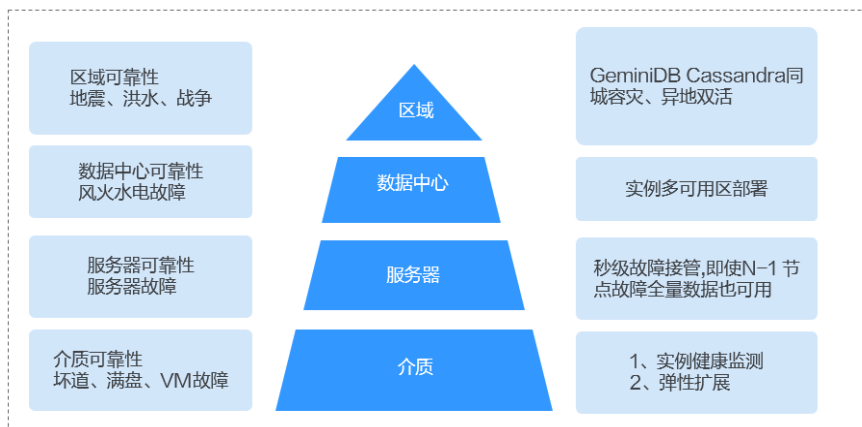 区域可靠性
地震、洪水、战争
区域
GeminiDB Cassandra同
城容灾、异地双活
数据中心可靠性
风火水电故障
数据中心
实例多可用区部署
服务器可靠性
服务器故障
服务器
秒级故障接管,即使N-1 节
点故障全量数据也可用
介质可靠性
坏道、满盘、VM故障
介质
1、实例健康监测
2、弹性扩展